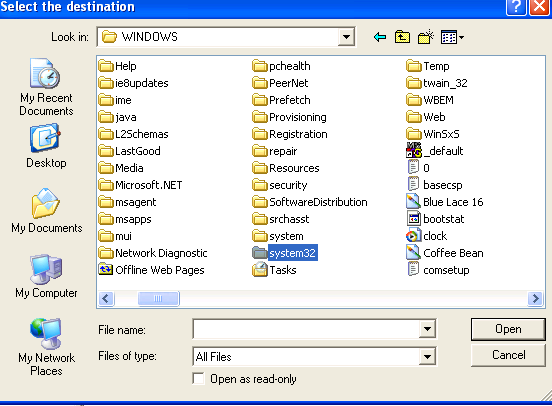 Select the destination
Look in:
WINDOWS
My Recent
Documents
Desktop
My Documents
My Computer
My Network
Places
Help
ie8updates
ime
java
L2Schemas
LastGood
Media
Microsoft.NET
msagent
msapps
mui
Network Diagnostic
Offline Web Pages
pchealth
PeerNet
Prefetch
Provisioning
Registration
repair
Resources
security
SoftwareDistribution
srchasst
system
system32
Tasks
Temp
twain_32
WBEM
Web
WinSxS
_default
0
basecsp
Blue Lace 16
bootstat
clock
Coffee Bean
comsetup
File name:
Open
Files of type:
All Files
Cancel
Open as read-only